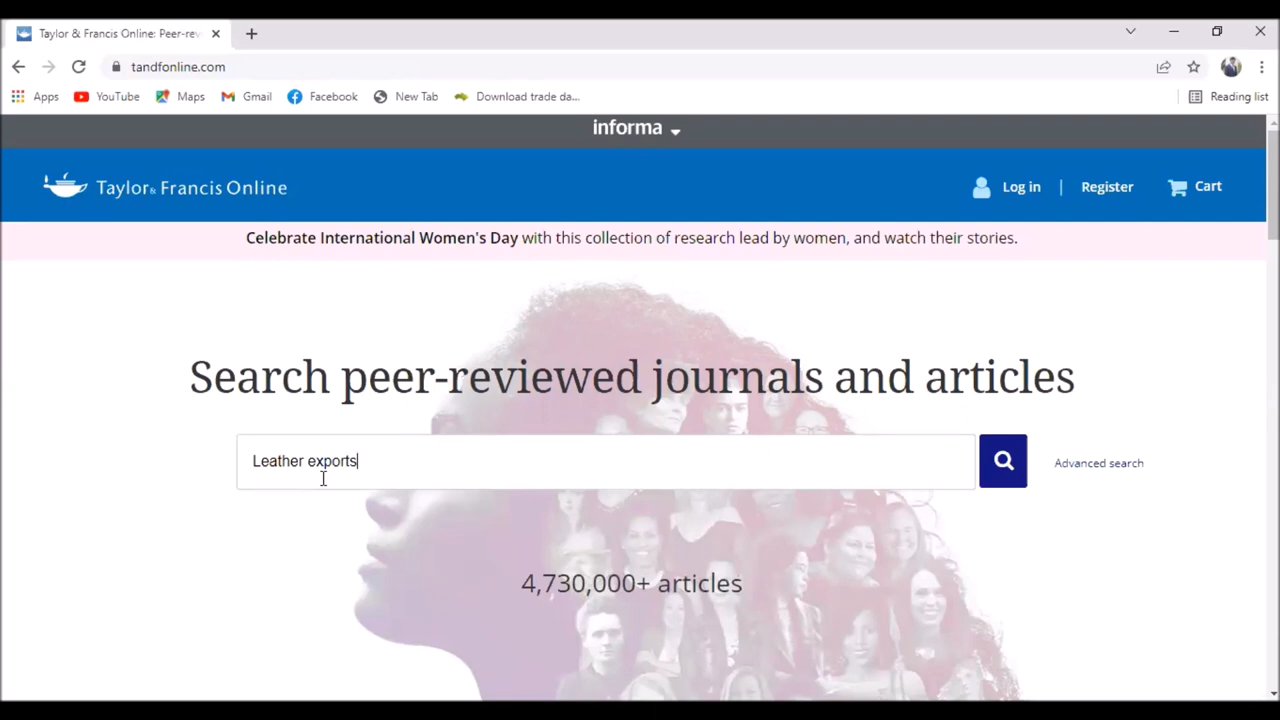 Taylor & Francis Online: Peer-rev
tandfonline.com
Apps YouTube Maps Gmail Facebook New Tab Download trade da... Reading list
informa
Taylor & Francis Online Log in | Register Cart
Celebrate International Women's Day with this collection of research lead by women, and watch their stories.
Search peer-reviewed journals and articles
Leather exports Advanced search
4,730,000+ articles